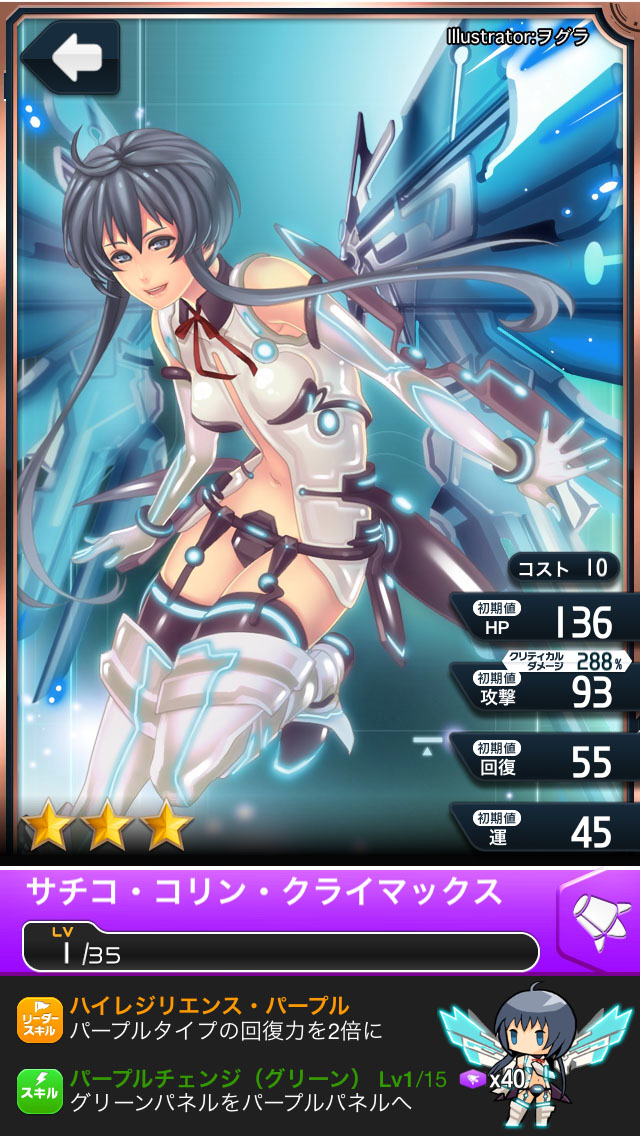 Illustrator:ヲグラ
コスト 10
初期値
HP 136
クリティカル
ダメージ 288%
初期値
攻撃 93
初期値
回復 55
初期値
運 45
サチコ・コリン・クライマックス
LV
1/35
リーダー
スキル
ハイレジリエンス・パープル
パープルタイプの回復力を2倍に
スキル
パープルチェンジ（グリーン） Lv1/15 x40
グリーンパネルをパープルパネルへ